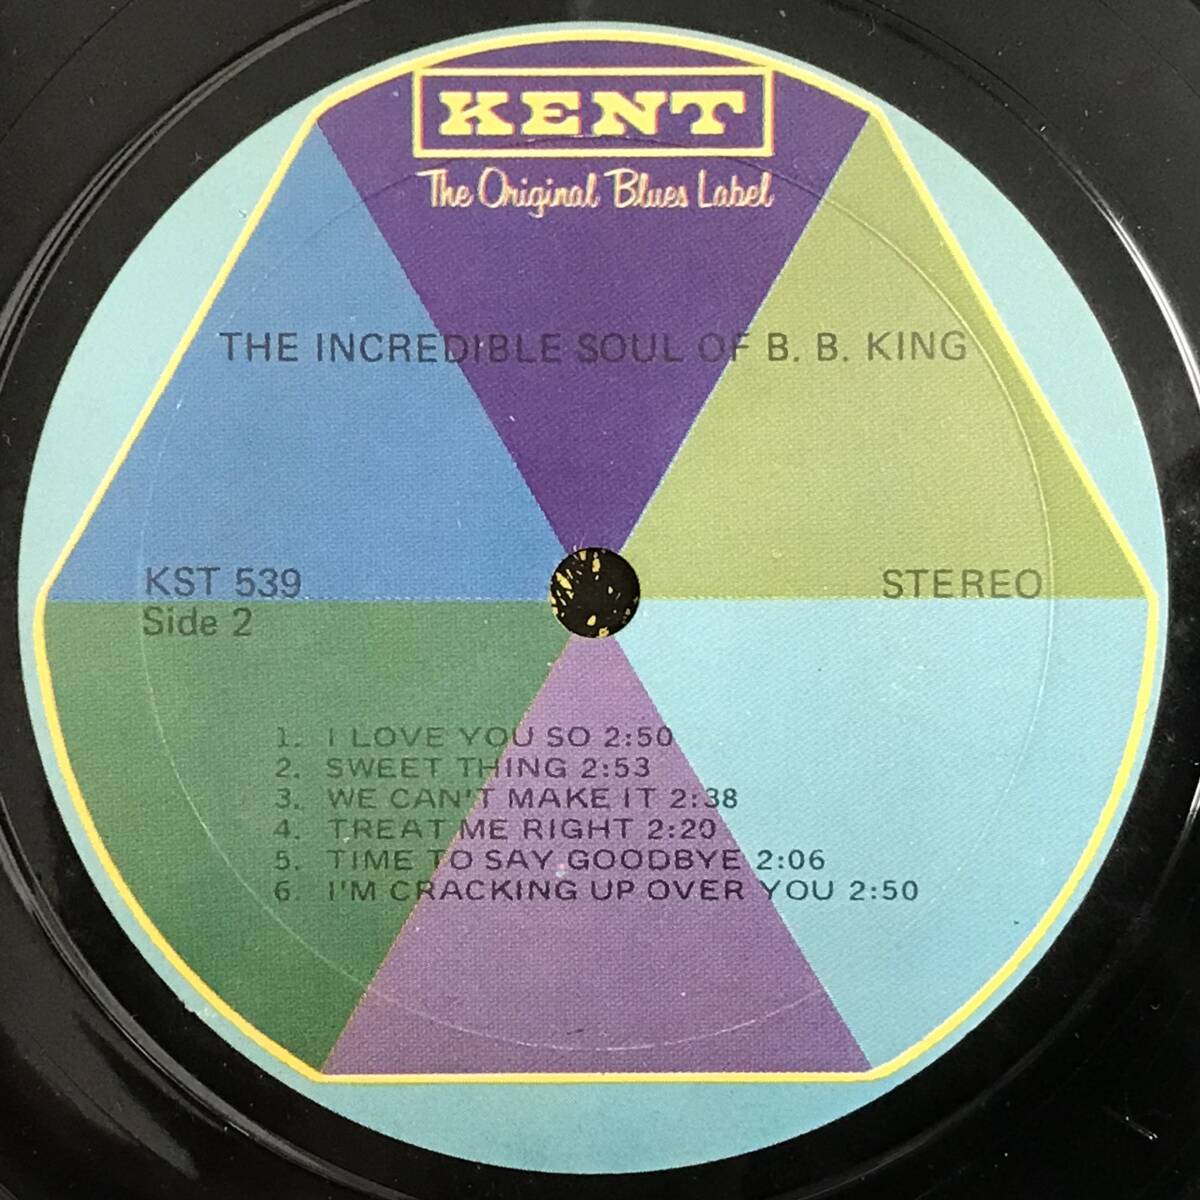 KENT
The Original Blues Label
THE INCREDIBLE SOUL OF B. B. KING
KST 539
STEREO
Side 2
1. I LOVE YOU SO 2:50
2. SWEET THING 2:53
3. WE CAN'T MAKE IT 2:38
4. TREAT ME RIGHT 2:20
5. TIME TO SAY GOODBYE 2:06
6. I'M CRACKING UP OVER YOU 2:50